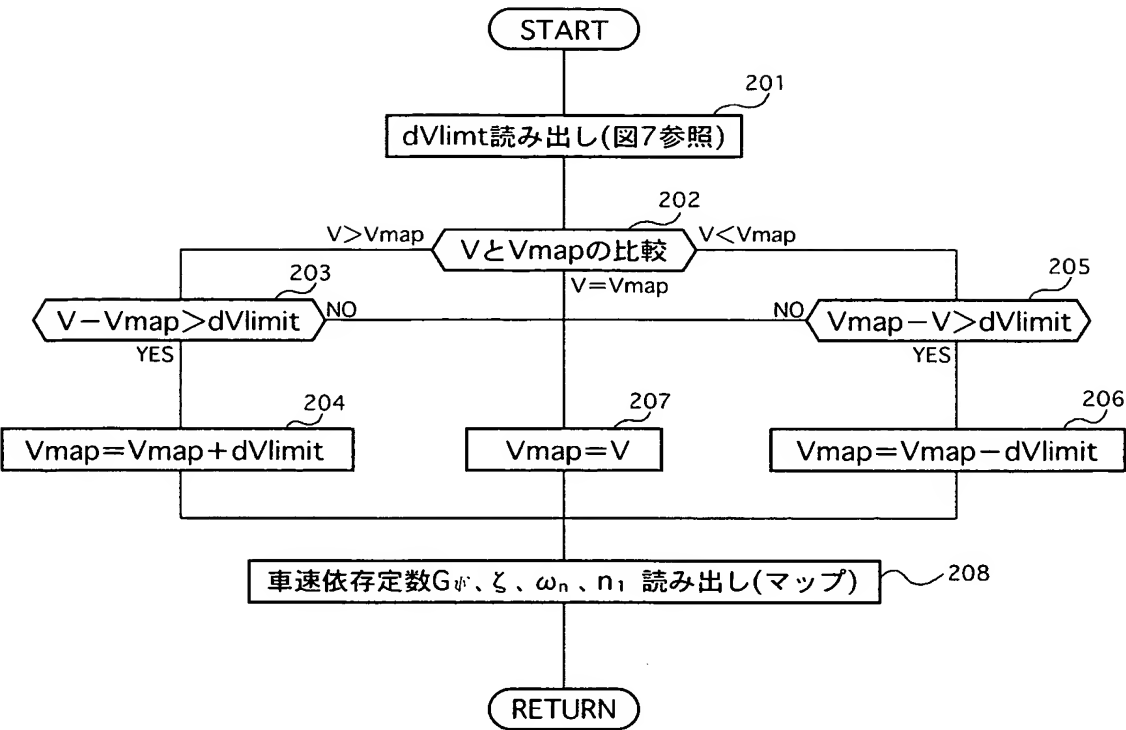 START
201
dVlimt読み出し(図7参照)
202
V>Vmap
VとVmapの比較
V<Vmap
V=Vmap
203
V-Vmap>dVlimit
NO
YES
205
NO
Vmap-V>dVlimit
YES
204
Vmap=Vmap+dVlimit
207
Vmap=V
206
Vmap=Vmap-dVlimit
車速依存定数Gψ̇、ζ、ωn、n1 読み出し(マップ)
208
RETURN